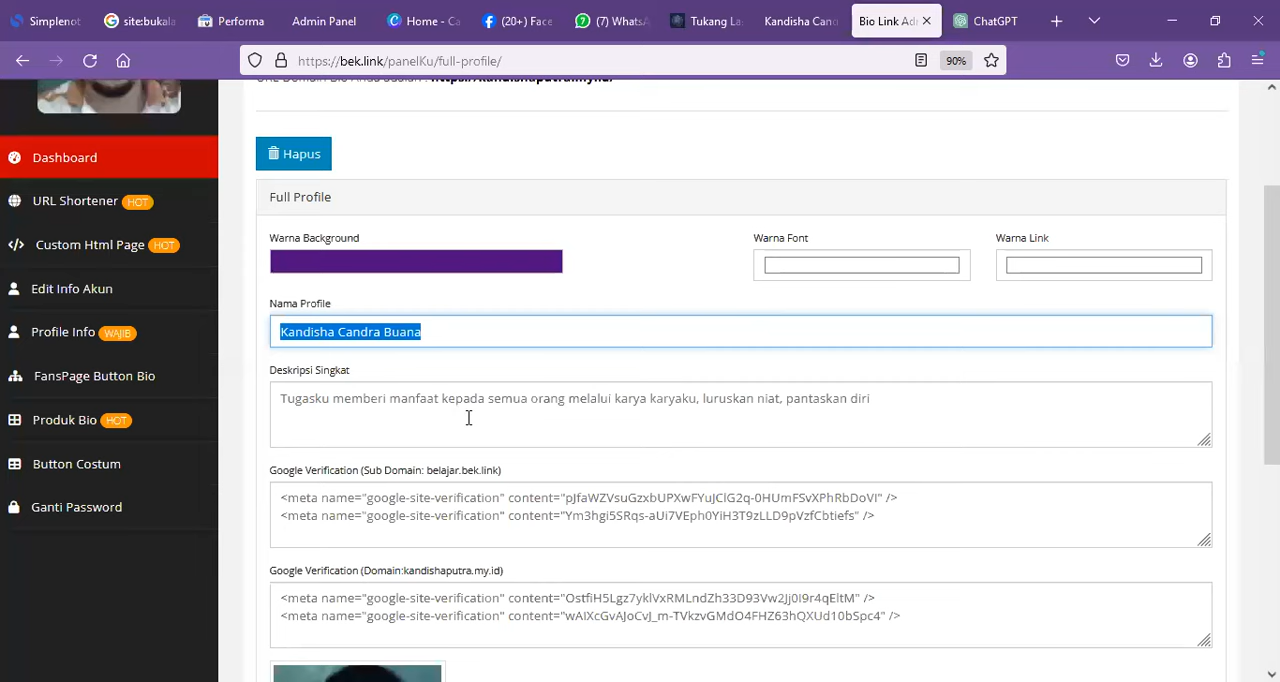 Simplenot
site:bukala
Performa
Admin Panel
Home - Ca
(20+) Face
(7) WhatsA
Tukang La
Kandisha Canc
Bio Link Adm
ChatGPT
https://bek.link/panelKu/full-profile/
90%
https://kandishaputra.my.id/
Dashboard
URL Shortener HOT
Custom Html Page HOT
Edit Info Akun
Profile Info WAJIB
FansPage Button Bio
Produk Bio HOT
Button Costum
Ganti Password
Hapus
Full Profile
Warna Background
Warna Font
Warna Link
Nama Profile
Kandisha Candra Buana
Deskripsi Singkat
Tugasku memberi manfaat kepada semua orang melalui karya karyaku, luruskan niat, pantaskan diri
Google Verification (Sub Domain: belajar.bek.link)
<meta name="google-site-verification" content="pJfaWZVsuGzxbUPXwFYuJClG2q-0HUmFSvXPhRbDoVI" />
<meta name="google-site-verification" content="Ym3hgi5SRqs-aUi7VEph0YiH3T9zLLD9pVzfCbtiefs" />
Google Verification (Domain:kandishaputra.my.id)
<meta name="google-site-verification" content="OstfiH5Lgz7yklVxRMLndZh33D93Vw2Jj0I9r4qEltM" />
<meta name="google-site-verification" content="wAIXcGvAJoCvJ_m-TVkzvGMdO4FHZ63hQXUd10bSpc4" />